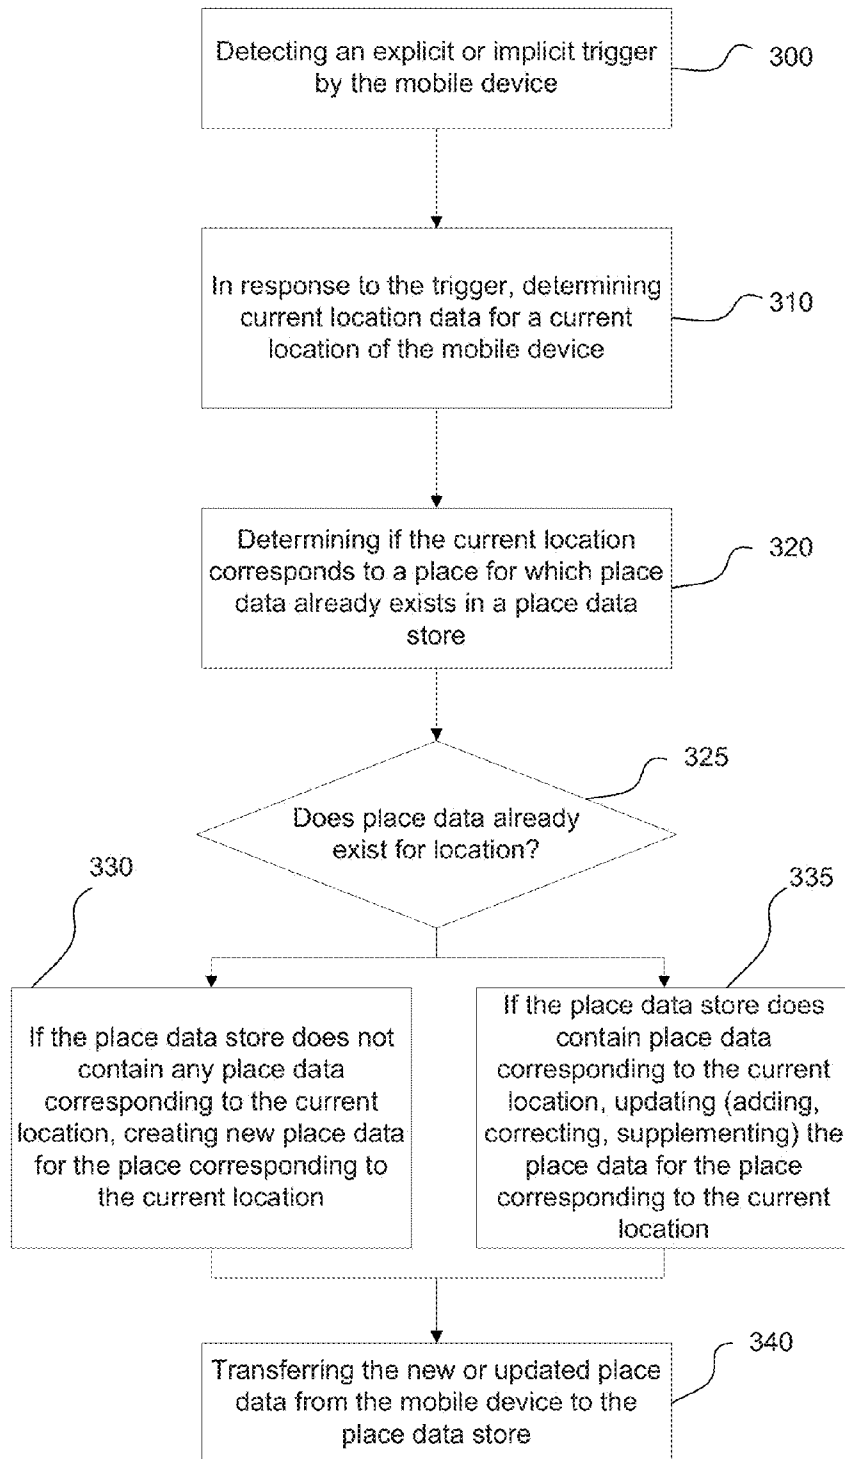 Detecting an explicit or implicit trigger
by the mobile device
300
In response to the trigger, determining
current location data for a current
location of the mobile device
310
Determining if the current location
corresponds to a place for which place
data already exists in a place data
store
320
325
Does place data already
exist for location?
330
If the place data store does not
contain any place data
corresponding to the current
location, creating new place data
for the place corresponding to
the current location
335
If the place data store does
contain place data
corresponding to the current
location, updating (adding,
correcting, supplementing) the
place data for the place
corresponding to the current
location
340
Transferring the new or updated place
data from the mobile device to the
place data store